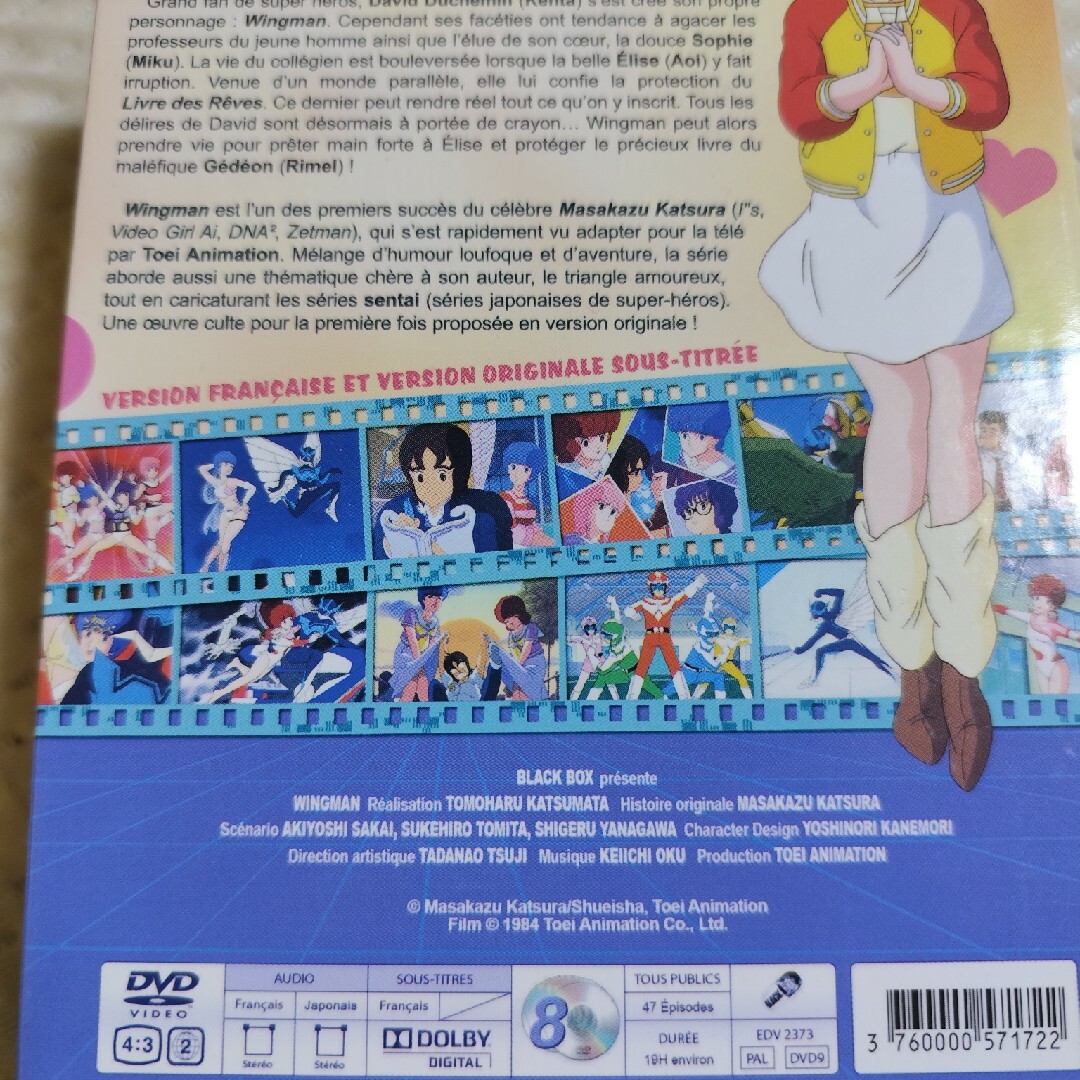 Grand fan de super héros, David Duchemin (Kenta) s'est créé son propre
personnage : Wingman. Cependant ses facéties ont tendance à agacer les
professeurs du jeune homme ainsi que l'élue de son cœur, la douce Sophie
(Miku). La vie du collégien est bouleversée lorsque la belle Élise (Aoi) y fait
irruption. Venue d'un monde parallèle, elle lui confie la protection du
Livre des Rêves. Ce dernier peut rendre réel tout ce qu'on y inscrit. Tous les
délires de David sont désormais à portée de crayon... Wingman peut alors
prendre vie pour prêter main forte à Élise et protéger le précieux livre du
maléfique Gédéon (Rimel) !
Wingman est l'un des premiers succès du célèbre Masakazu Katsura (I"s,
Video Girl Ai, DNA², Zetman), qui s'est rapidement vu adapter pour la télé
par Toei Animation. Mélange d'humour loufoque et d'aventure, la série
aborde aussi une thématique chère à son auteur, le triangle amoureux,
tout en caricaturant les séries sentai (séries japonaises de super-héros).
Une œuvre culte pour la première fois proposée en version originale !
VERSION FRANÇAISE ET VERSION ORIGINALE SOUS-TITRÉE
BLACK BOX présente
WINGMAN Réalisation TOMOHARU KATSUMATA Histoire originale MASAKAZU KATSURA
Scénario AKIYOSHI SAKAI, SUKEHIRO TOMITA, SHIGERU YANAGAWA Character Design YOSHINORI KANEMORI
Direction artistique TADANAO TSUJI Musique KEIICHI OKU Production TOEI ANIMATION
© Masakazu Katsura/Shueisha, Toei Animation
Film © 1984 Toei Animation Co., Ltd.
DVD
VIDEO
4:3
2
AUDIO
Français
Japonais
Stéréo
Stéréo
SOUS-TITRES
Français
DOLBY
DIGITAL
8
TOUS PUBLICS
47 Épisodes
DURÉE
19H environ
EDV 2373
PAL
DVD9
3 760000 571722